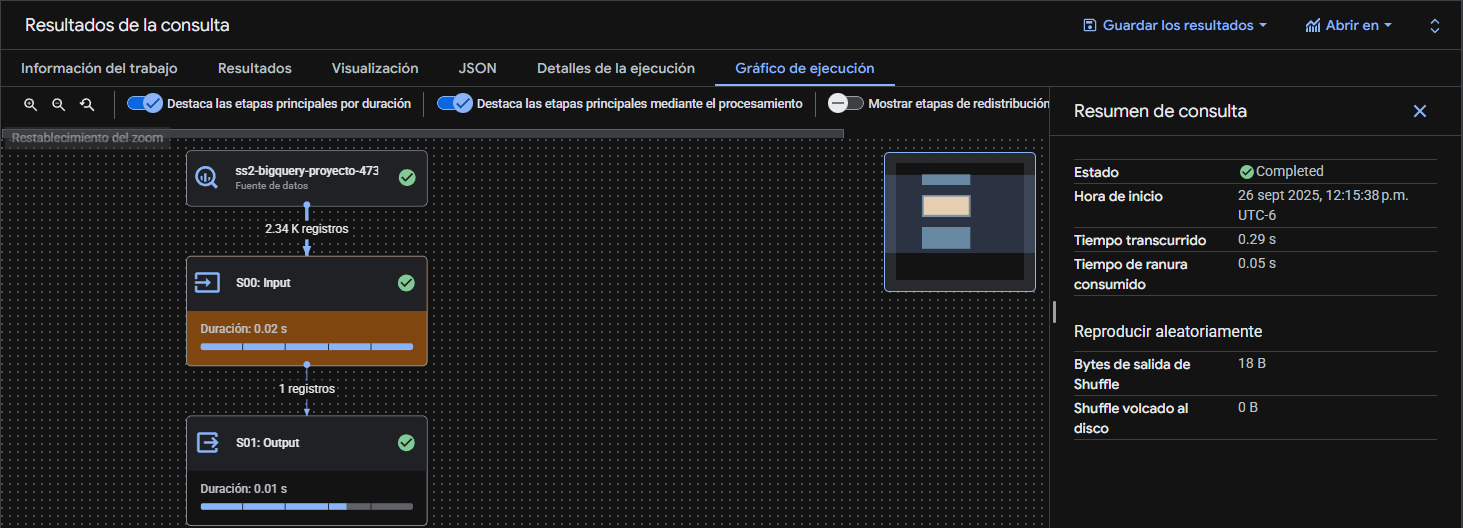 Resultados de la consulta
Guardar los resultados
Abrir en
Información del trabajo
Resultados
Visualización
JSON
Detalles de la ejecución
Gráfico de ejecución
Destaca las etapas principales por duración
Destaca las etapas principales mediante el procesamiento
Mostrar etapas de redistribución
Restablecimiento del zoom
ss2-bigquery-proyecto-473
Fuente de datos
2.34 K registros
S00: Input
Duración: 0.02 s
1 registros
S01: Output
Duración: 0.01 s
Resumen de consulta
Estado
Completed
Hora de inicio
26 sept 2025, 12:15:38 p.m.
UTC-6
Tiempo transcurrido
0.29 s
Tiempo de ranura
consumido
0.05 s
Reproducir aleatoriamente
Bytes de salida de
Shuffle
18 B
Shuffle volcado al
disco
0 B